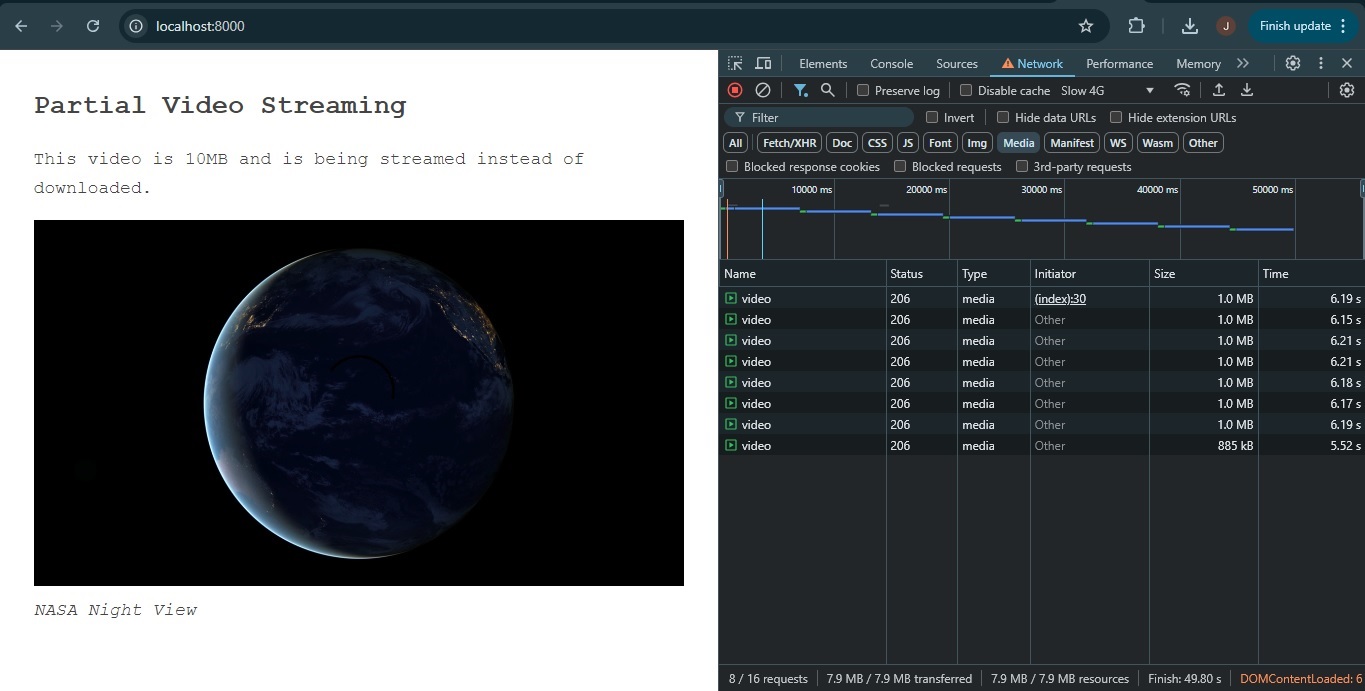 localhost:8000
J
Finish update
Partial Video Streaming
This video is 10MB and is being streamed instead of
downloaded.
NASA Night View
Elements Console Sources Network Performance Memory
Preserve log Disable cache Slow 4G
Filter Invert Hide data URLs Hide extension URLs
All Fetch/XHR Doc CSS JS Font Img Media Manifest WS Wasm Other
Blocked response cookies Blocked requests 3rd-party requests
10000 ms 20000 ms 30000 ms 40000 ms 50000 ms
Name Status Type Initiator Size Time
video 206 media (index):30 1.0 MB 6.19 s
video 206 media Other 1.0 MB 6.15 s
video 206 media Other 1.0 MB 6.21 s
video 206 media Other 1.0 MB 6.21 s
video 206 media Other 1.0 MB 6.18 s
video 206 media Other 1.0 MB 6.17 s
video 206 media Other 1.0 MB 6.19 s
video 206 media Other 885 kB 5.52 s
8 / 16 requests 7.9 MB / 7.9 MB transferred 7.9 MB / 7.9 MB resources Finish: 49.80 s DOMContentLoaded: 6